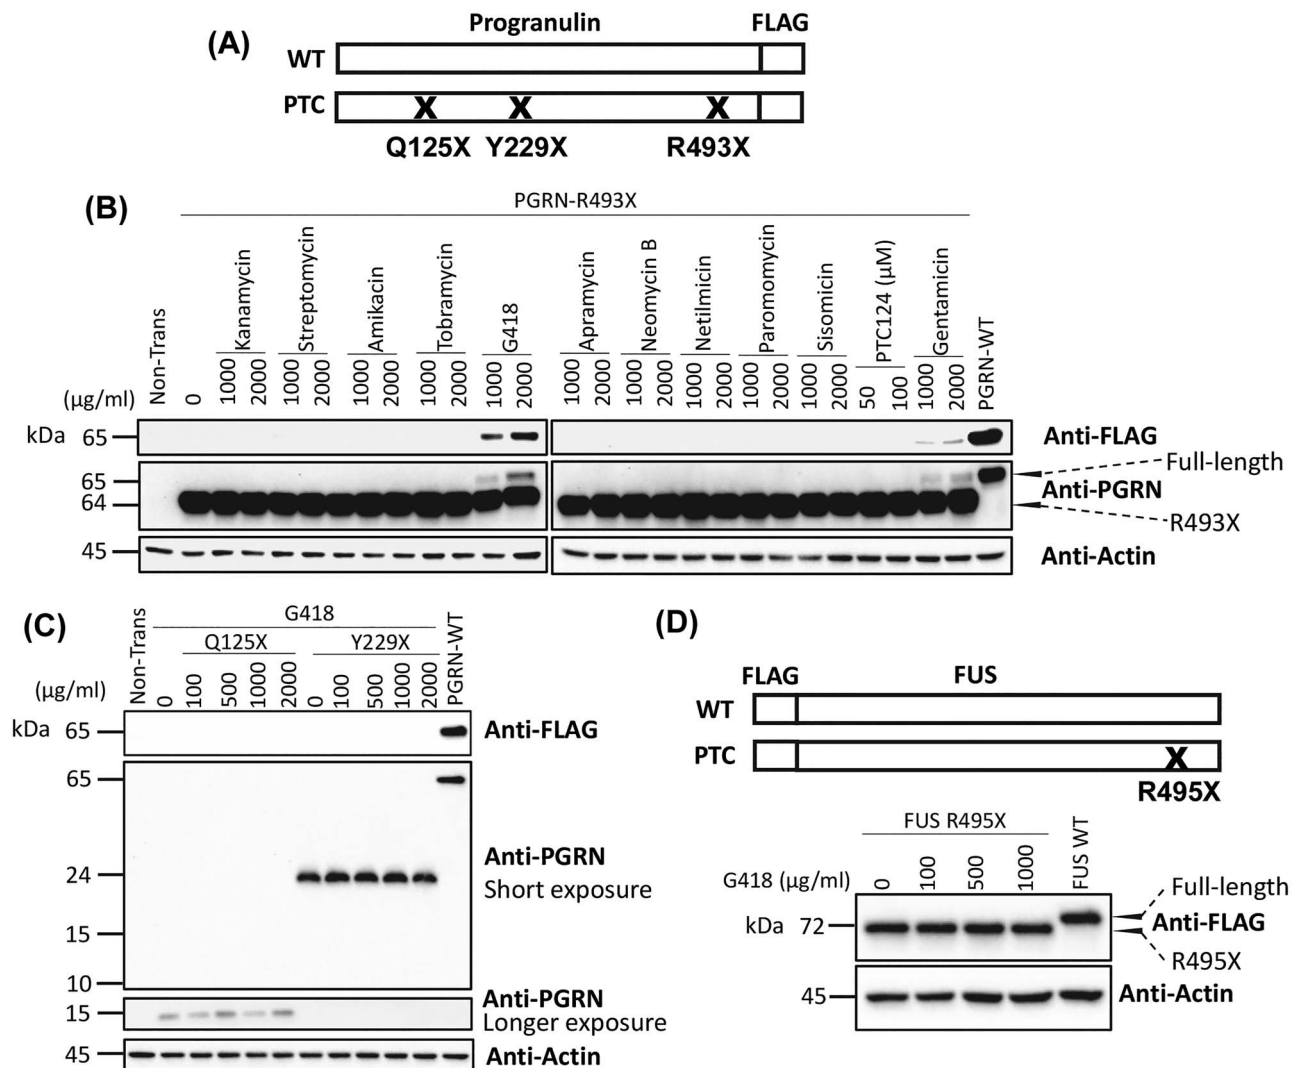 (A)
Progranulin FLAG
WT
PTC X X X
Q125X Y229X R493X
(B)
PGRN-R493X
Non-Trans Kanamycin Streptomycin Amikacin Tobramycin G418 Apramycin Neomycin B Netilmicin Paromomycin Sisomicin PTC124 (µM) Gentamicin PGRN-WT
(µg/ml) 0 1000 2000 1000 2000 1000 2000 1000 2000 1000 2000 1000 2000 1000 2000 1000 2000 1000 2000 1000 2000 50 100 1000 2000
kDa 65 Anti-FLAG
Full-length
65
Anti-PGRN
64
R493X
45 Anti-Actin
(C)
G418
Non-Trans Q125X Y229X PGRN-WT
(µg/ml) 0 100 500 1000 2000 0 100 500 1000 2000
kDa 65 Anti-FLAG
65
24 Anti-PGRN
Short exposure
15
10
Anti-PGRN
15 Longer exposure
45 Anti-Actin
(D)
FLAG FUS
WT
PTC X
R495X
FUS R495X FUS WT
G418 (µg/ml) 0 100 500 1000
Full-length
kDa 72 Anti-FLAG
R495X
45 Anti-Actin